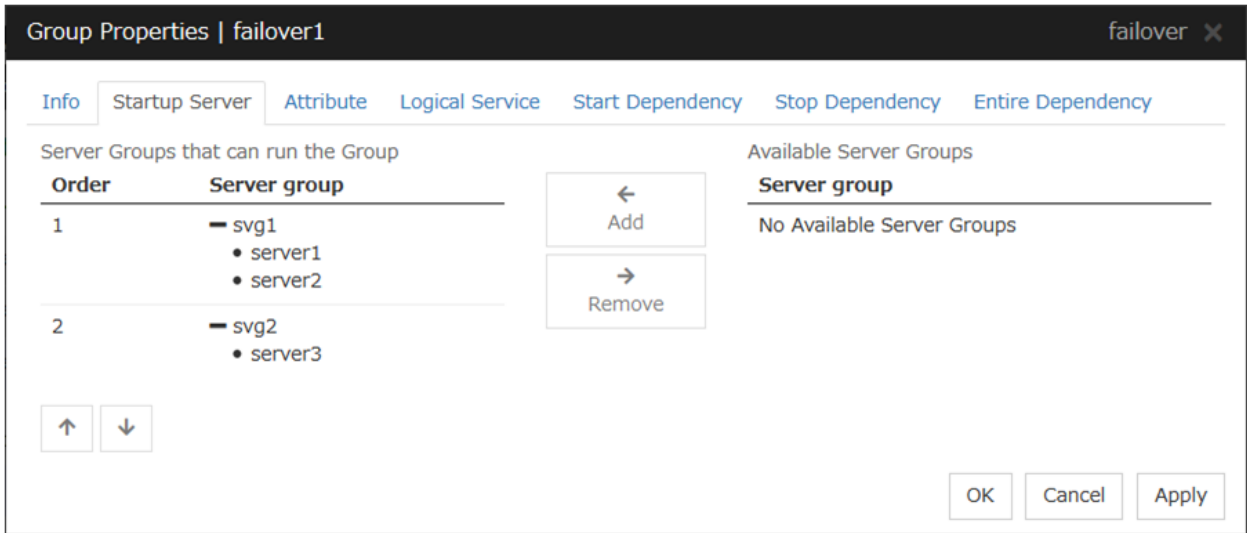 Group Properties | failover1 failover ×
Info Startup Server Attribute Logical Service Start Dependency Stop Dependency Entire Dependency
Server Groups that can run the Group
Order Server group
1 svg1
• server1
• server2
2 svg2
• server3
← Add
→ Remove
Available Server Groups
Server group
No Available Server Groups
↑ ↓
OK Cancel Apply